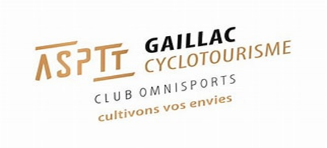 ASPTT
GAILLAC
CYCLOTOURISME
CLUB OMNISPORTS
cultivons vos envies